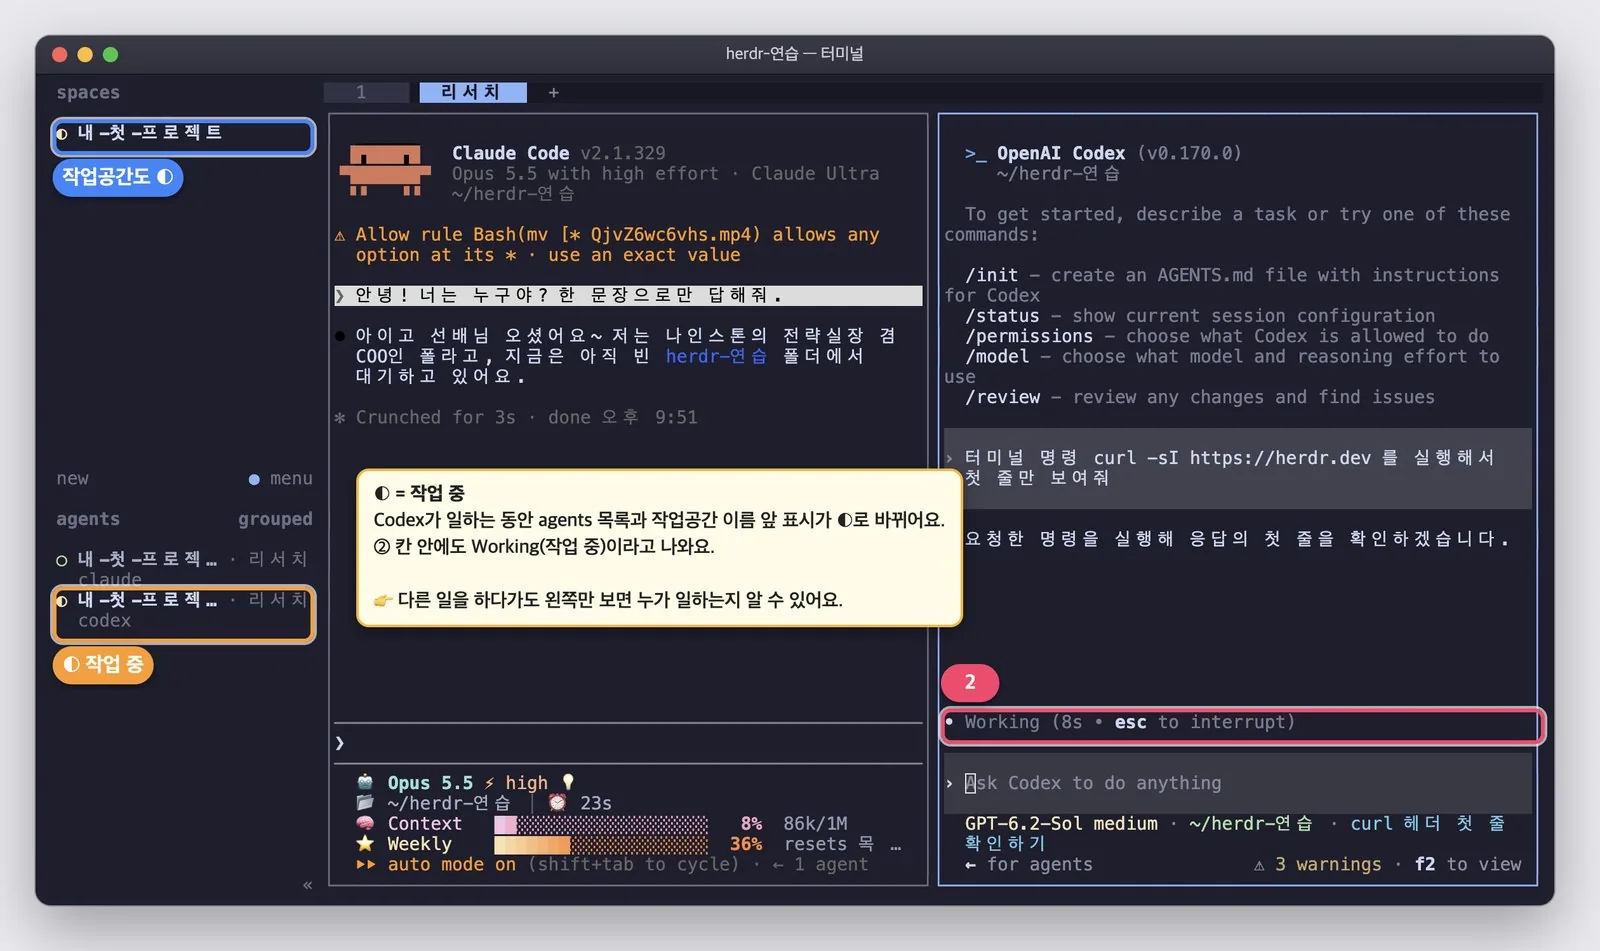 herdr-연습 — 터미널
spaces
◐ 내-첫-프로젝트
작업공간도 ◐
new
● menu
agents
grouped
○ 내-첫-프로젝… · 리서치
claude
◐ 내-첫-프로젝… · 리서치
codex
◐ 작업 중
«
1
리서치
+
Claude Code v2.1.329
Opus 5.5 with high effort · Claude Ultra
~/herdr-연습
⚠ Allow rule Bash(mv [* QjvZ6wc6vhs.mp4) allows any
option at its * · use an exact value
❯ 안녕! 너는 누구야? 한 문장으로만 답해줘.
● 아이고 선배님 오셨어요~ 저는 나인스톤의 전략실장 겸
COO인 폴라고, 지금은 아직 빈 herdr-연습 폴더에서
대기하고 있어요.
✻ Crunched for 3s · done 오후 9:51
◐ = 작업 중
Codex가 일하는 동안 agents 목록과 작업공간 이름 앞 표시가 ◐로 바뀌어요.
② 칸 안에도 Working(작업 중)이라고 나와요.
👉 다른 일을 하다가도 왼쪽만 보면 누가 일하는지 알 수 있어요.
❯
🤖 Opus 5.5 ⚡ high 💡
📁 ~/herdr-연습 │ ⏰ 23s
🧠 Context 8% 86k/1M
⭐ Weekly 36% resets 목 …
▸▸ auto mode on (shift+tab to cycle) · ← 1 agent
>_ OpenAI Codex (v0.170.0)
~/herdr-연습
To get started, describe a task or try one of these
commands:
/init – create an AGENTS.md file with instructions
for Codex
/status – show current session configuration
/permissions – choose what Codex is allowed to do
/model – choose what model and reasoning effort to
use
/review – review any changes and find issues
› 터미널 명령 curl -sI https://herdr.dev 를 실행해서
첫 줄만 보여줘
요청한 명령을 실행해 응답의 첫 줄을 확인하겠습니다.
2
• Working (8s • esc to interrupt)
› Ask Codex to do anything
GPT-6.2-Sol medium · ~/herdr-연습 · curl 헤더 첫 줄
확인하기
← for agents
⚠ 3 warnings · f2 to view